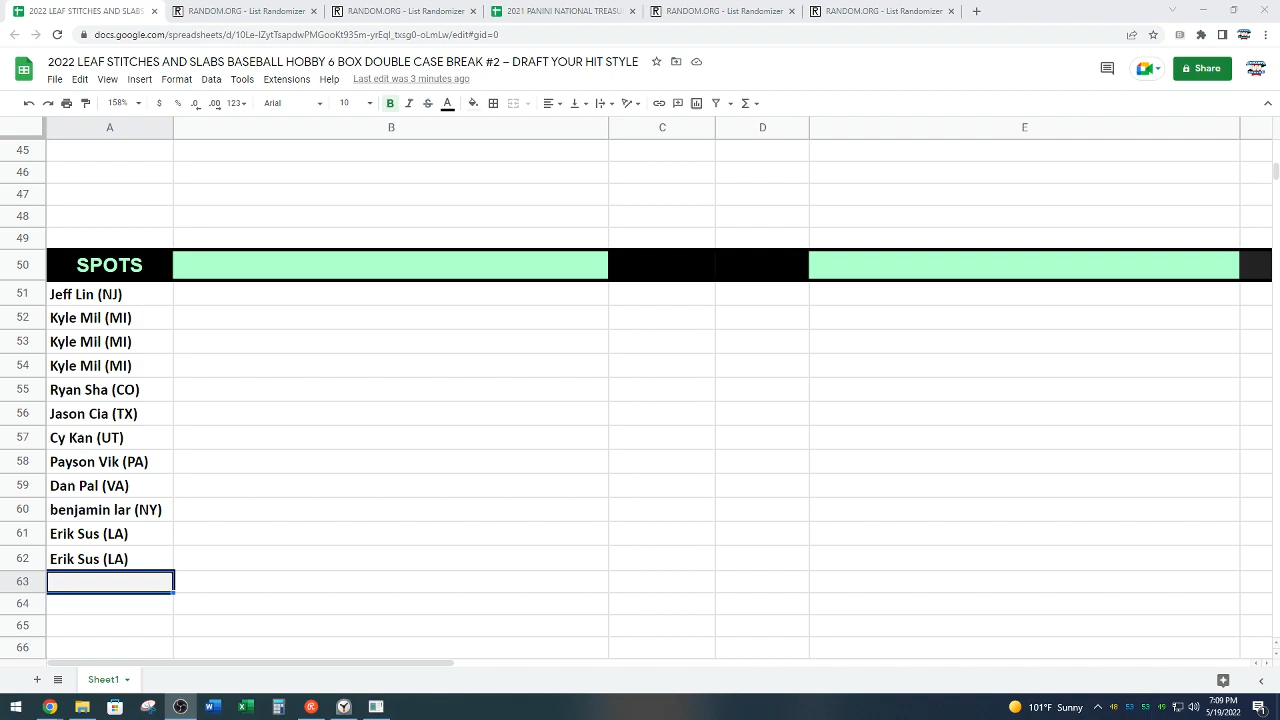 2022 LEAF STITCHES AND SLABS
RANDOM.ORG - List Randomizer
RANDOM.ORG - List Randomizer
2021 PANINI NATIONAL TREASU
RANDOM.ORG - List Randomizer
RANDOM.ORG - List Randomizer
docs.google.com/spreadsheets/d/10Le-IZytTsapdwPMGooKt935m-yrEqI_txsg0-oLmLw/edit#gid=0
2022 LEAF STITCHES AND SLABS BASEBALL HOBBY 6 BOX DOUBLE CASE BREAK #2 – DRAFT YOUR HIT STYLE
File Edit View Insert Format Data Tools Extensions Help Last edit was 3 minutes ago
Share
158% $ % .0 .00 123 Arial 10 B I S A
A B C D E
45
46
47
48
49
50 SPOTS
51 Jeff Lin (NJ)
52 Kyle Mil (MI)
53 Kyle Mil (MI)
54 Kyle Mil (MI)
55 Ryan Sha (CO)
56 Jason Cia (TX)
57 Cy Kan (UT)
58 Payson Vik (PA)
59 Dan Pal (VA)
60 benjamin lar (NY)
61 Erik Sus (LA)
62 Erik Sus (LA)
63
64
65
66
Sheet1
101°F Sunny 48 53 53 49 7:09 PM
5/19/2022